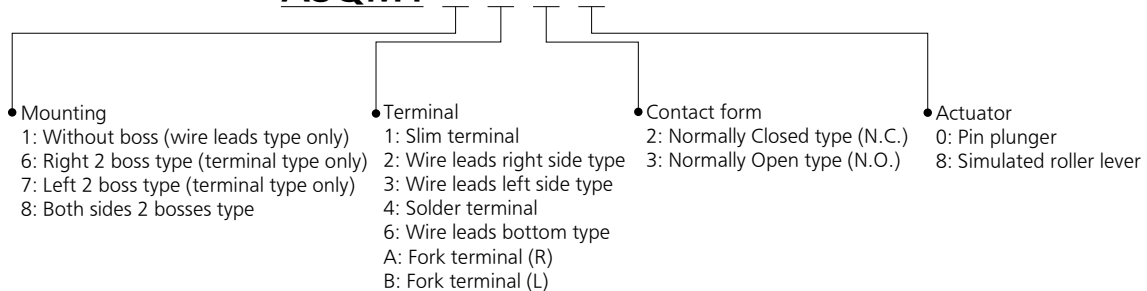 Mounting
1: Without boss (wire leads type only)
6: Right 2 boss type (terminal type only)
7: Left 2 boss type (terminal type only)
8: Both sides 2 bosses type
Terminal
1: Slim terminal
2: Wire leads right side type
3: Wire leads left side type
4: Solder terminal
6: Wire leads bottom type
A: Fork terminal (R)
B: Fork terminal (L)
Contact form
2: Normally Closed type (N.C.)
3: Normally Open type (N.O.)
Actuator
0: Pin plunger
8: Simulated roller lever